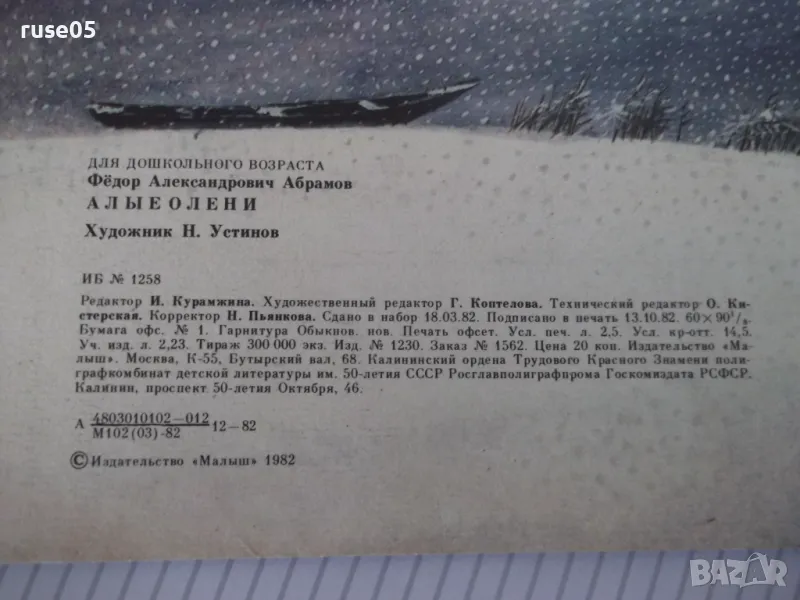 ruse05
ДЛЯ ДОШКОЛЬНОГО ВОЗРАСТА
Фёдор Александрович Абрамов
АЛЫЕ ОЛЕНИ
Художник Н. Устинов
ИБ № 1258
Редактор И. Курамжина. Художественный редактор Г. Коптелова. Технический редактор О. Ки-
стерская. Корректор Н. Пьянкова. Сдано в набор 18.03.82. Подписано в печать 13.10.82. 60×90¹/₈.
Бумага офс. № 1. Гарнитура Обыкнов. нов. Печать офсет. Усл. печ. л. 2,5. Усл. кр-отт. 14,5.
Уч. изд. л. 2,23. Тираж 300 000 экз. Изд. № 1230. Заказ № 1562. Цена 20 коп. Издательство «Ма-
лыш». Москва, К-55, Бутырский вал, 68. Калининский ордена Трудового Красного Знамени поли-
графкомбинат детской литературы им. 50-летия СССР Росглавполиграфпрома Госкомиздата РСФСР.
Калинин, проспект 50-летия Октября, 46.
А 4803010102—012 12—82
М102(03)-82
© Издательство «Малыш» 1982
BAZAR
bg